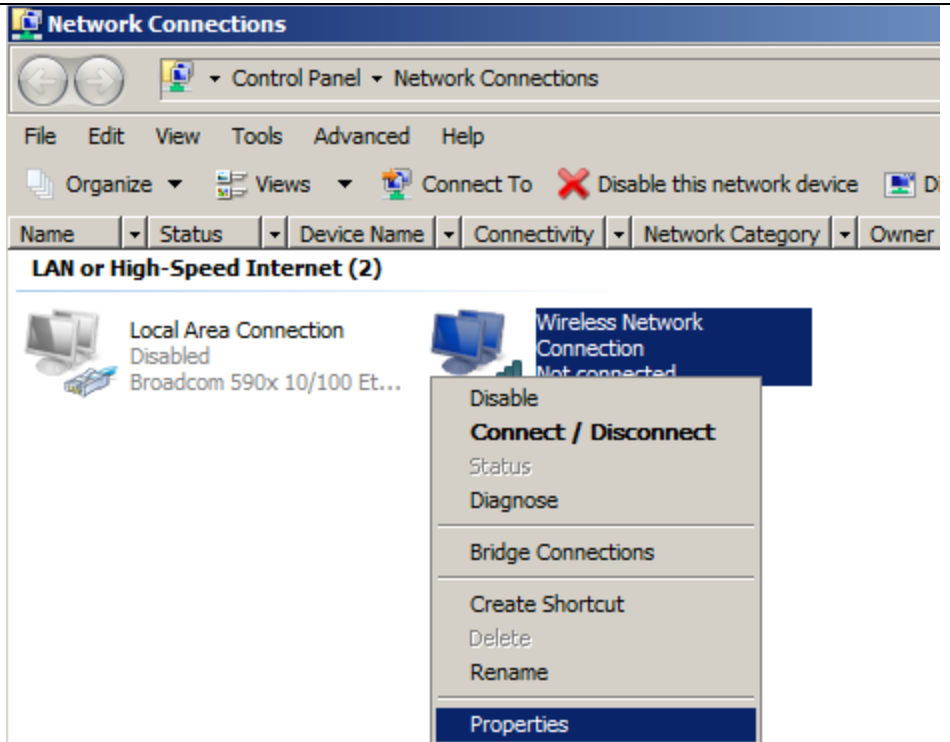 Network Connections
Control Panel Network Connections
File Edit View Tools Advanced Help
Organize Views Connect To Disable this network device Di
Name Status Device Name Connectivity Network Category Owner
LAN or High-Speed Internet (2)
Local Area Connection
Disabled
Broadcom 590x 10/100 Et...
Wireless Network
Connection
Not connected
Disable
Connect / Disconnect
Status
Diagnose
Bridge Connections
Create Shortcut
Delete
Rename
Properties